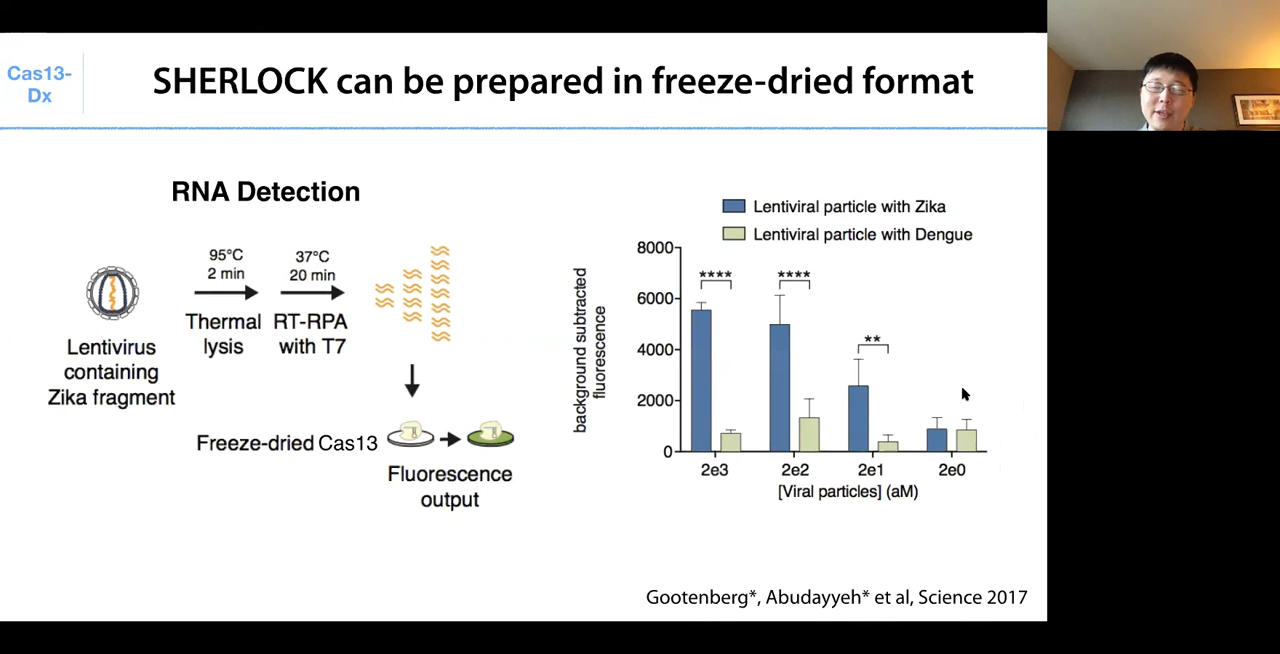 Cas13-
Dx
SHERLOCK can be prepared in freeze-dried format
RNA Detection
95°C
2 min
37°C
20 min
Thermal
lysis
RT-RPA
with T7
Lentivirus
containing
Zika fragment
Freeze-dried Cas13
Fluorescence
output
Lentiviral particle with Zika
Lentiviral particle with Dengue
background subtracted
fluorescence
8000
6000
4000
2000
0
****
****
**
2e3
2e2
2e1
2e0
[Viral particles] (aM)
Gootenberg*, Abudayyeh* et al, Science 2017